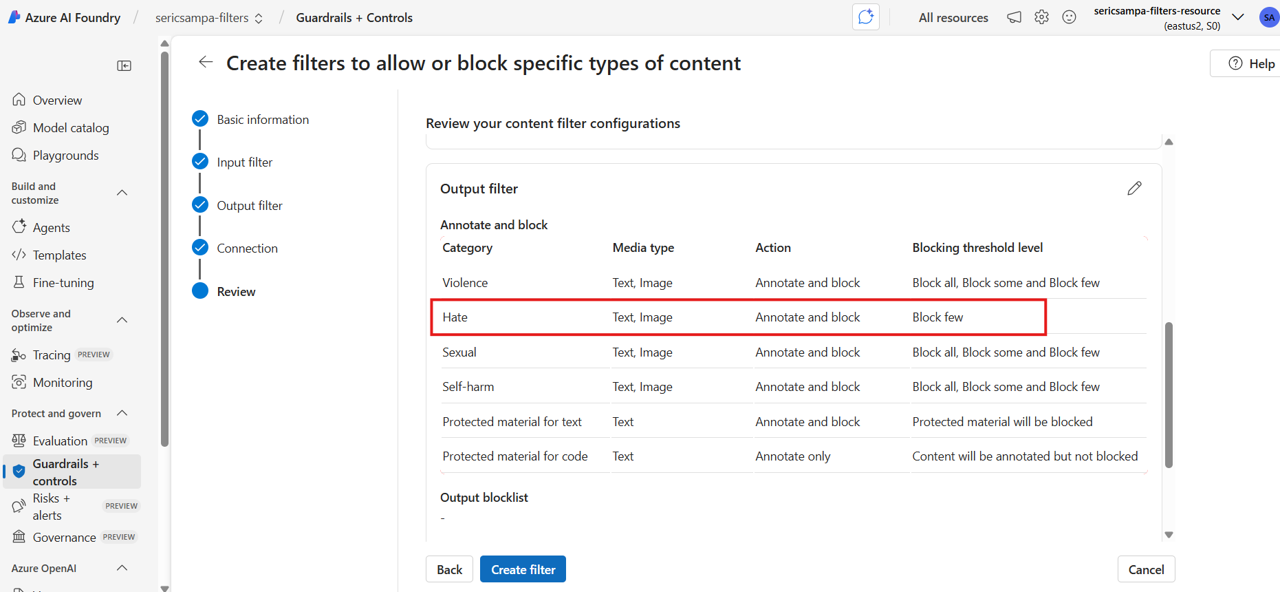 Azure AI Foundry / sericsampa-filters / Guardrails + Controls
All resources
sericsampa-filters-resource
(eastus2, S0)
SA
Create filters to allow or block specific types of content
Help
Overview
Model catalog
Playgrounds
Build and
customize
Agents
Templates
Fine-tuning
Observe and
optimize
Tracing PREVIEW
Monitoring
Protect and govern
Evaluation PREVIEW
Guardrails +
controls
Risks +
alerts PREVIEW
Governance PREVIEW
Azure OpenAI
Basic information
Input filter
Output filter
Connection
Review
Review your content filter configurations
Output filter
Annotate and block
Category Media type Action Blocking threshold level
Violence Text, Image Annotate and block Block all, Block some and Block few
Hate Text, Image Annotate and block Block few
Sexual Text, Image Annotate and block Block all, Block some and Block few
Self-harm Text, Image Annotate and block Block all, Block some and Block few
Protected material for text Text Annotate and block Protected material will be blocked
Protected material for code Text Annotate only Content will be annotated but not blocked
Output blocklist
-
Back Create filter Cancel